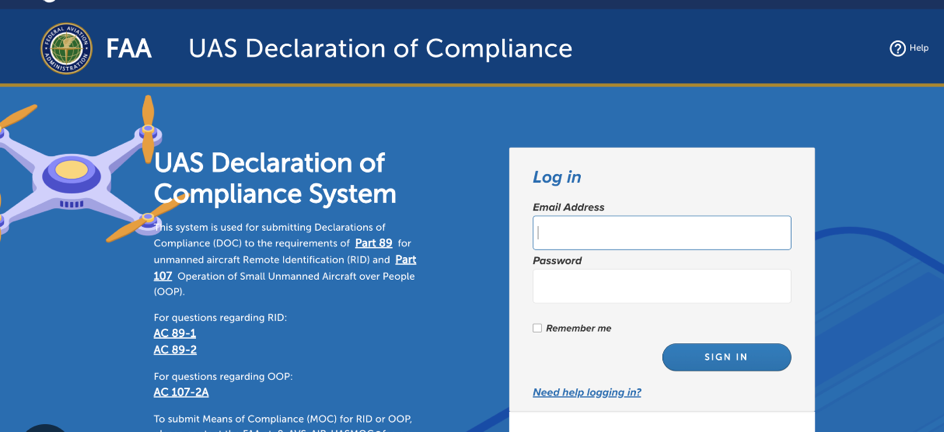 FAA UAS Declaration of Compliance
Help
UAS Declaration of
Compliance System
This system is used for submitting Declarations of
Compliance (DOC) to the requirements of Part 89 for
unmanned aircraft Remote Identification (RID) and Part
107 Operation of Small Unmanned Aircraft over People
(OOP).
For questions regarding RID:
AC 89-1
AC 89-2
For questions regarding OOP:
AC 107-2A
To submit Means of Compliance (MOC) for RID or OOP,
Log in
Email Address
Password
Remember me
SIGN IN
Need help logging in?